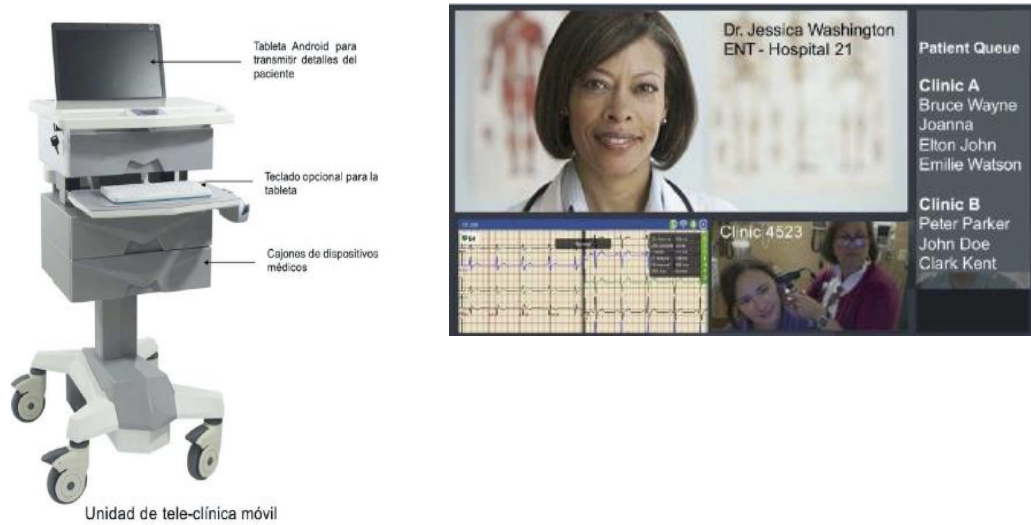 Tableta Android para
transmitir detalles del
paciente
Teclado opcional para la
tableta
Cajones de dispositivos
médicos
Unidad de tele-clínica móvil
Dr. Jessica Washington
ENT - Hospital 21
Patient Queue
Clinic A
Bruce Wayne
Joanna
Elton John
Emilie Watson
Clinic B
Peter Parker
John Doe
Clark Kent
Clinic 4523